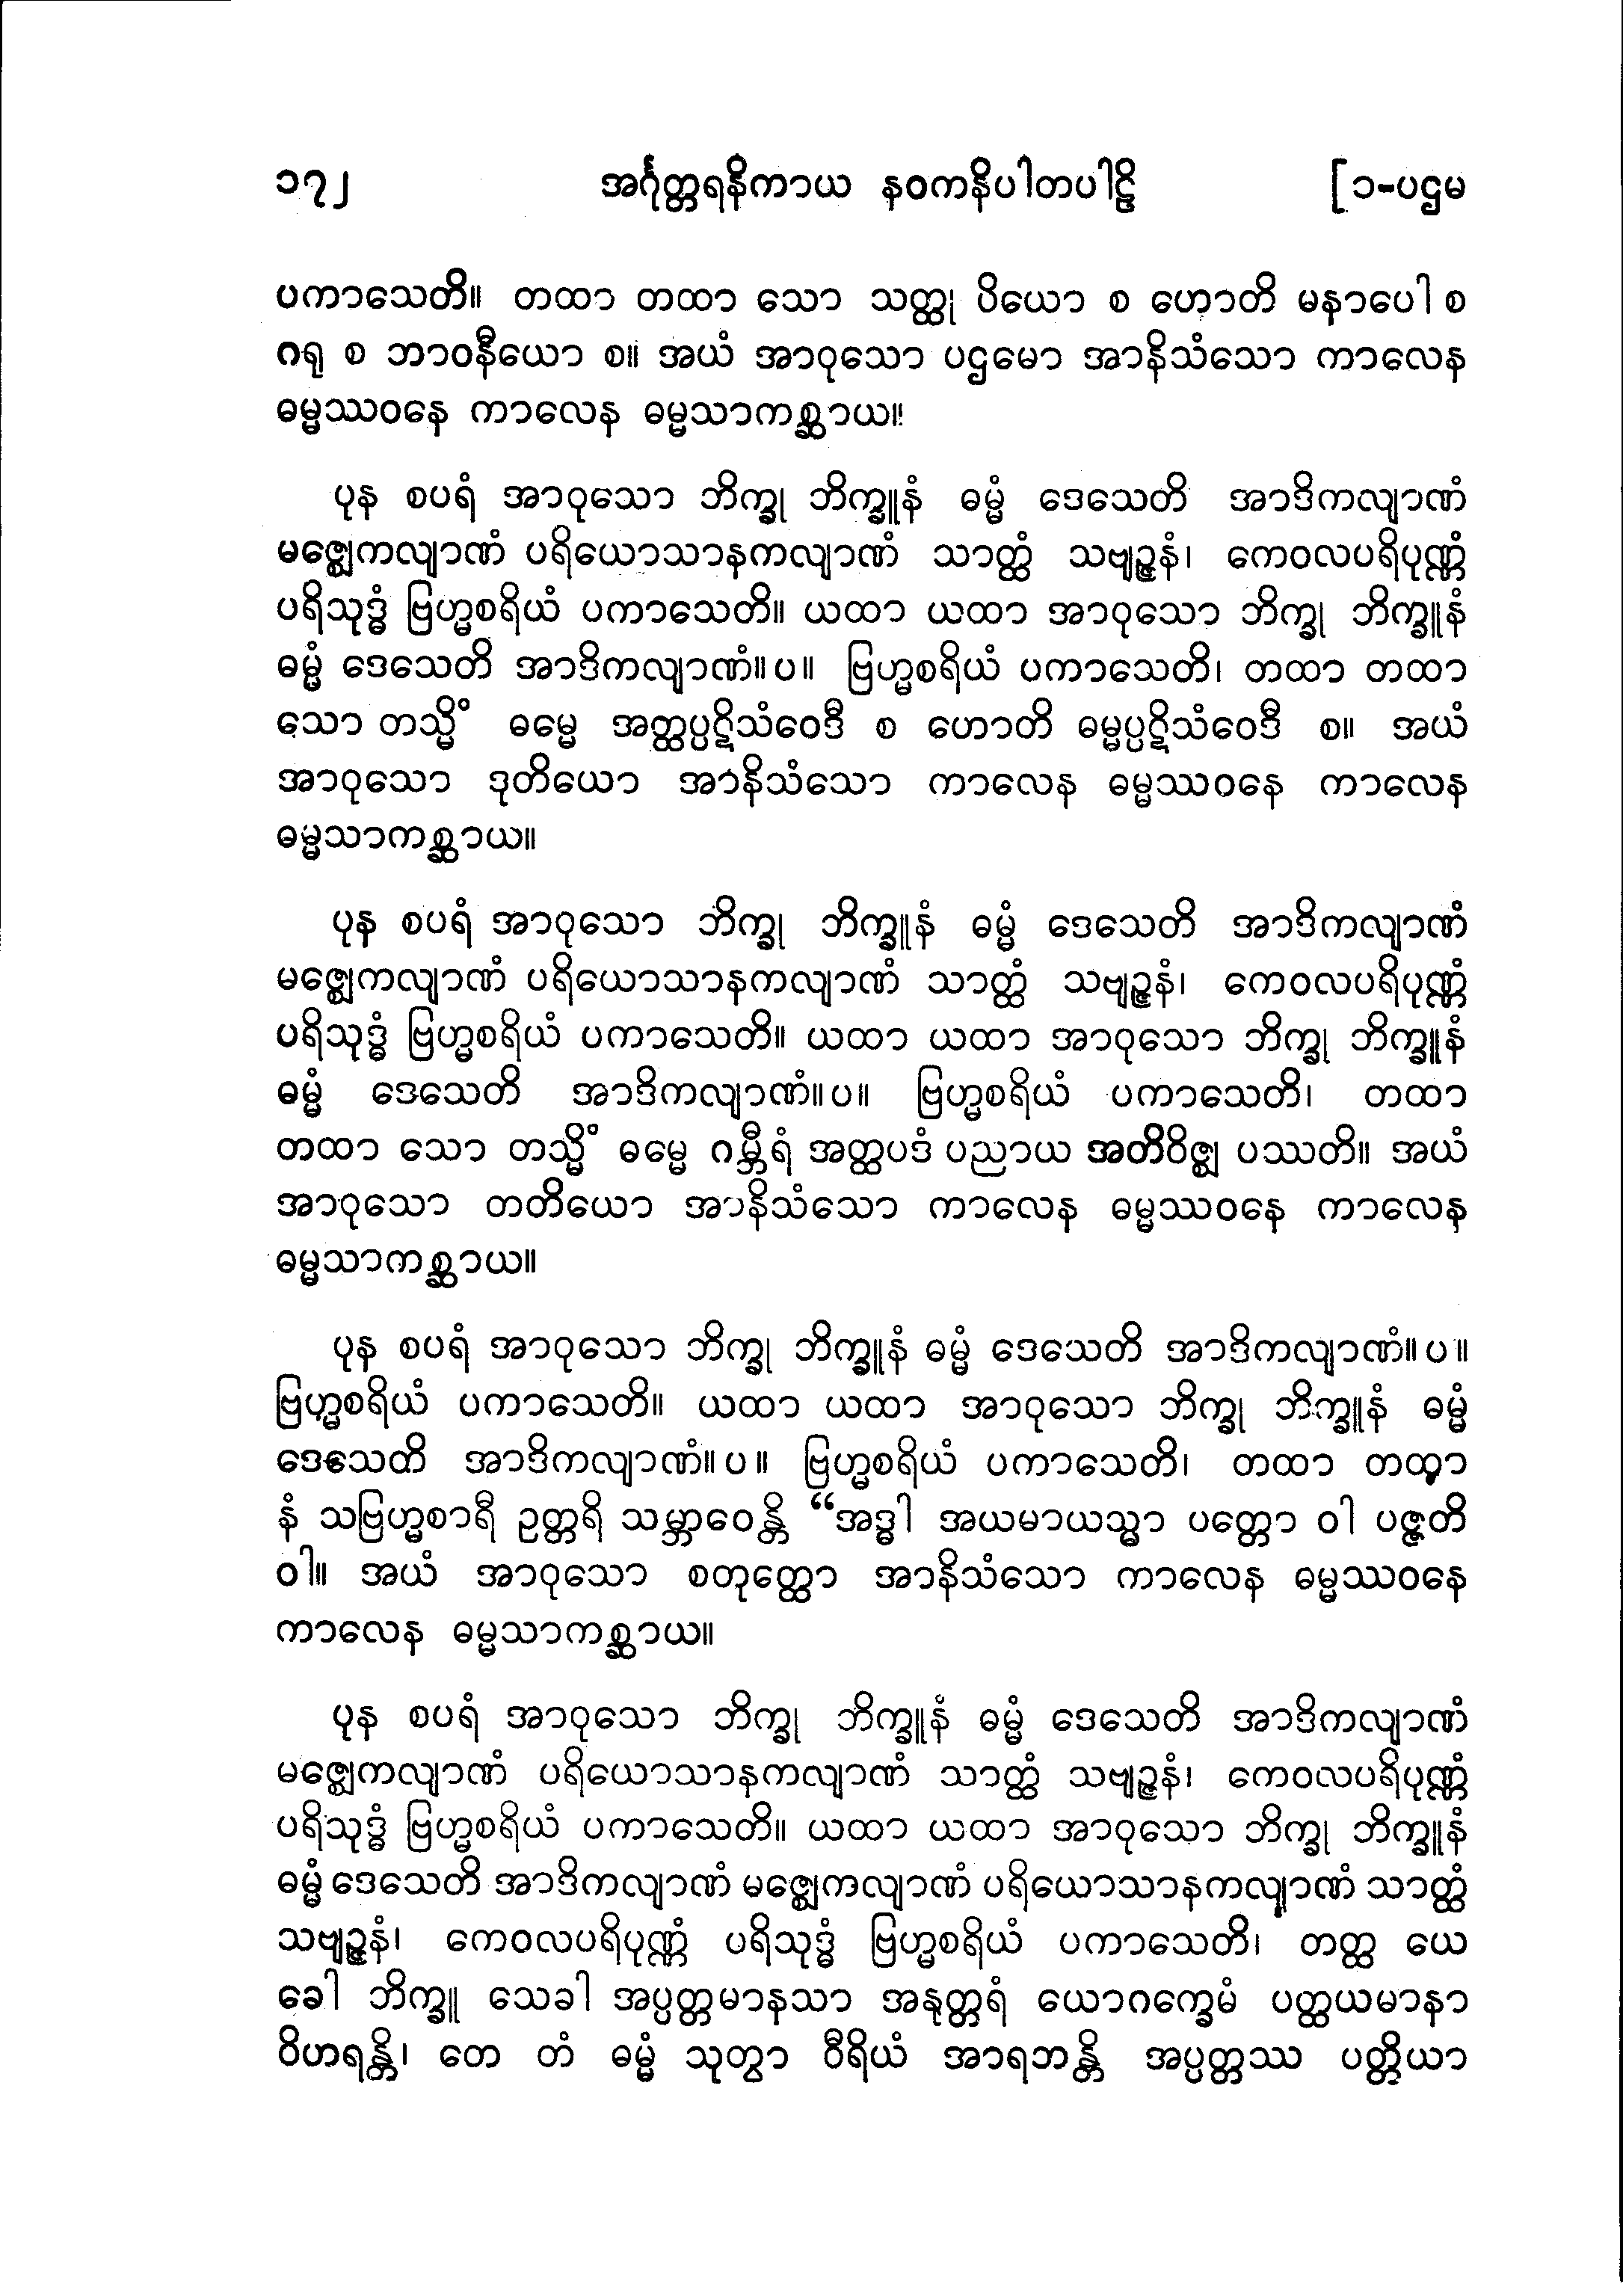 ၁၇၂ အင်္ဂုတ္တရနိကာယ နဝကနိပါတပါဠိ [၁-ပဌမ
ပကာသေတိ။ တထာ တထာ သော သတ္ထု ပိယော စ ဟောတိ မနာပေါ စ
ဂရု စ ဘာဝနီယော စ။ အယံ အာဝုသော ပဌမော အာနိသံသော ကာလေန
ဓမ္မဿဝနေ ကာလေန ဓမ္မသာကစ္ဆာယ။
ပုန စပရံ အာဝုသော ဘိက္ခု ဘိက္ခူနံ ဓမ္မံ ဒေသေတိ အာဒိကလျာဏံ
မဇ္ဈေကလျာဏံ ပရိယောသာနကလျာဏံ သာတ္ထံ သဗျဉ္ဇနံ၊ ကေဝလပရိပုဏ္ဏံ
ပရိသုဒ္ဓံ ဗြဟ္မစရိယံ ပကာသေတိ။ ယထာ ယထာ အာဝုသော ဘိက္ခု ဘိက္ခူနံ
ဓမ္မံ ဒေသေတိ အာဒိကလျာဏံ။ပ။ ဗြဟ္မစရိယံ ပကာသေတိ၊ တထာ တထာ
သော တသ္မိံ ဓမ္မေ အတ္ထပ္ပဋိသံဝေဒီ စ ဟောတိ ဓမ္မပ္ပဋိသံဝေဒီ စ။ အယံ
အာဝုသော ဒုတိယော အာနိသံသော ကာလေန ဓမ္မဿဝနေ ကာလေန
ဓမ္မသာကစ္ဆာယ။
ပုန စပရံ အာဝုသော ဘိက္ခု ဘိက္ခူနံ ဓမ္မံ ဒေသေတိ အာဒိကလျာဏံ
မဇ္ဈေကလျာဏံ ပရိယောသာနကလျာဏံ သာတ္ထံ သဗျဉ္ဇနံ၊ ကေဝလပရိပုဏ္ဏံ
ပရိသုဒ္ဓံ ဗြဟ္မစရိယံ ပကာသေတိ။ ယထာ ယထာ အာဝုသော ဘိက္ခု ဘိက္ခူနံ
ဓမ္မံ ဒေသေတိ အာဒိကလျာဏံ။ပ။ ဗြဟ္မစရိယံ ပကာသေတိ၊ တထာ
တထာ သော တသ္မိံ ဓမ္မေ ဂမ္ဘီရံ အတ္ထပဒံ ပညာယ အတိဝိဇ္ဈ ပဿတိ။ အယံ
အာဝုသော တတိယော အာနိသံသော ကာလေန ဓမ္မဿဝနေ ကာလေန
ဓမ္မသာကစ္ဆာယ။
ပုန စပရံ အာဝုသော ဘိက္ခု ဘိက္ခူနံ ဓမ္မံ ဒေသေတိ အာဒိကလျာဏံ။ပ။
ဗြဟ္မစရိယံ ပကာသေတိ။ ယထာ ယထာ အာဝုသော ဘိက္ခု ဘိက္ခူနံ ဓမ္မံ
ဒေသေတိ အာဒိကလျာဏံ။ပ။ ဗြဟ္မစရိယံ ပကာသေတိ၊ တထာ တထာ
နံ သဗြဟ္မစာရီ ဥတ္တရိ သမ္ဘာဝေန္တိ “အဒ္ဓါ အယမာယသ္မာ ပတ္တော ဝါ ပဇ္ဇတိ
ဝါ။ အယံ အာဝုသော စတုတ္ထော အာနိသံသော ကာလေန ဓမ္မဿဝနေ
ကာလေန ဓမ္မသာကစ္ဆာယ။
ပုန စပရံ အာဝုသော ဘိက္ခု ဘိက္ခူနံ ဓမ္မံ ဒေသေတိ အာဒိကလျာဏံ
မဇ္ဈေကလျာဏံ ပရိယောသာနကလျာဏံ သာတ္ထံ သဗျဉ္ဇနံ၊ ကေဝလပရိပုဏ္ဏံ
ပရိသုဒ္ဓံ ဗြဟ္မစရိယံ ပကာသေတိ။ ယထာ ယထာ အာဝုသော ဘိက္ခု ဘိက္ခူနံ
ဓမ္မံ ဒေသေတိ အာဒိကလျာဏံ မဇ္ဈေကလျာဏံ ပရိယောသာနကလျာဏံ သာတ္ထံ
သဗျဉ္ဇနံ၊ ကေဝလပရိပုဏ္ဏံ ပရိသုဒ္ဓံ ဗြဟ္မစရိယံ ပကာသေတိ၊ တတ္ထ ယေ
ခေါ ဘိက္ခူ သေခါ အပ္ပတ္တမာနသာ အနုတ္တရံ ယောဂက္ခေမံ ပတ္ထယမာနာ
ဝိဟရန္တိ၊ တေ တံ ဓမ္မံ သုတွာ ဝီရိယံ အာရဘန္တိ အပ္ပတ္တဿ ပတ္တိယာ